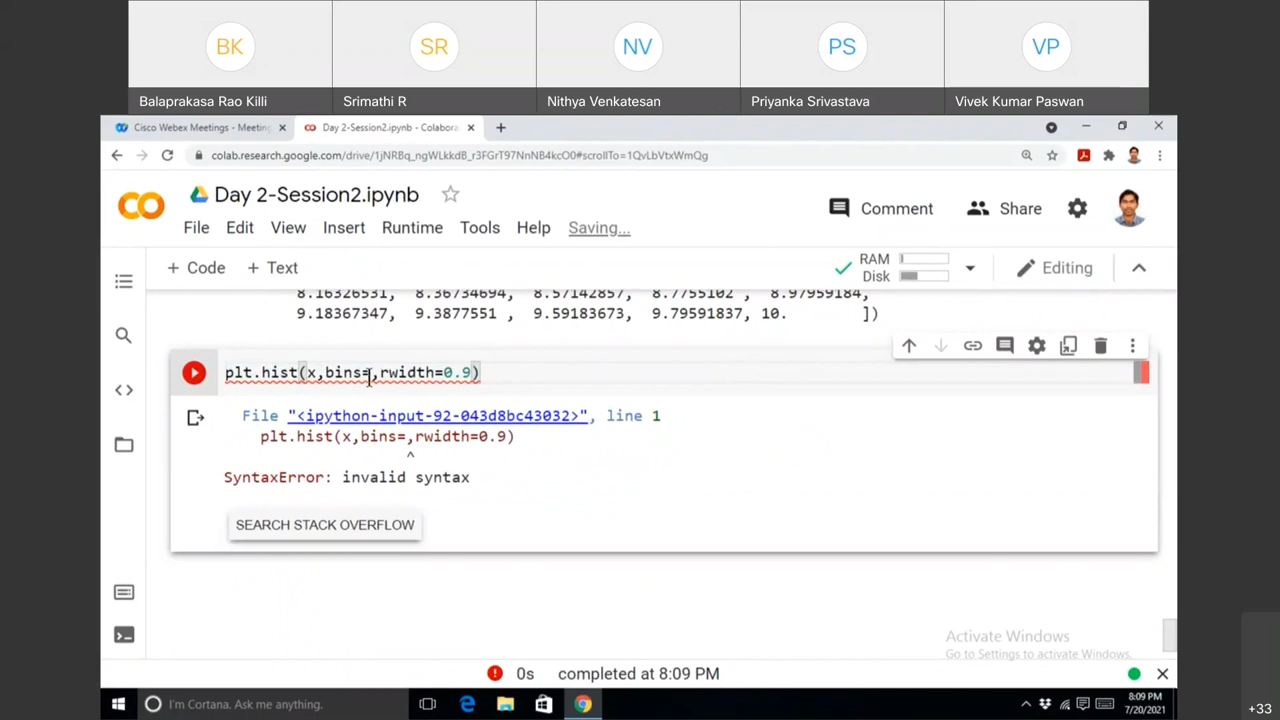 BK
SR
NV
PS
VP
Balaprakasa Rao Killi
Srimathi R
Nithya Venkatesan
Priyanka Srivastava
Vivek Kumar Paswan
Cisco Webex Meetings - Meeting
Day 2-Session2.ipynb - Colabora
colab.research.google.com/drive/1jNRBq_ngWLkkdB_r3FGrT97NnNB4kcO0#scrollTo=1QvLbVtxWmQg
Day 2-Session2.ipynb
Comment
Share
File Edit View Insert Runtime Tools Help Saving...
+ Code + Text
RAM
Disk
Editing
8.16326531, 8.36734694, 8.57142857, 8.7755102 , 8.97959184,
9.18367347, 9.3877551 , 9.59183673, 9.79591837, 10. ])
plt.hist(x,bins=,rwidth=0.9)
File "<ipython-input-92-043d8bc43032>", line 1
plt.hist(x,bins=,rwidth=0.9)
^
SyntaxError: invalid syntax
SEARCH STACK OVERFLOW
Activate Windows
Go to Settings to activate Windows.
0s completed at 8:09 PM
I'm Cortana. Ask me anything.
8:09 PM
7/20/2021
+33